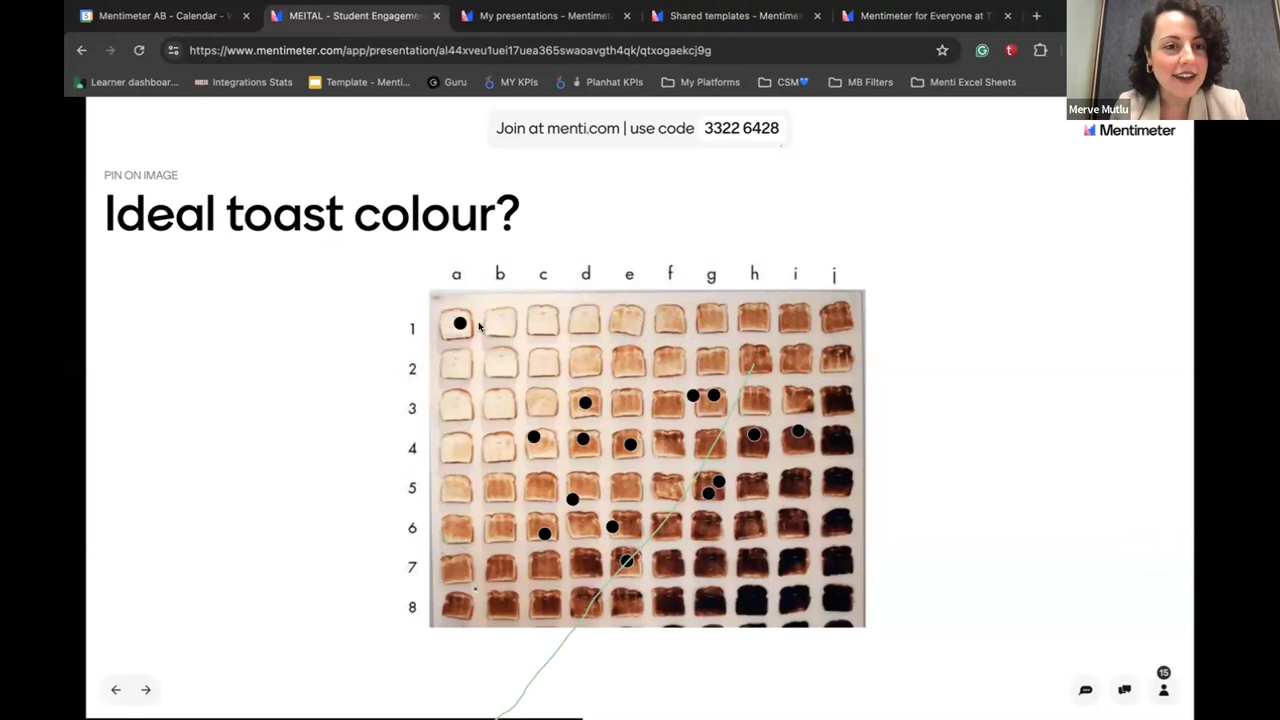 Mentimeter AB - Calendar -
MEITAL - Student Engageme
My presentations - Mentimet
Shared templates - Mentime
Mentimeter for Everyone at T
https://www.mentimeter.com/app/presentation/al44xveu1uei17uea365swaoavgth4qk/qtxogaekcj9g
Learner dashboar...
Integrations Stats
Template - Menti...
Guru
MY KPIs
Planhat KPIs
My Platforms
CSM💙
MB Filters
Menti Excel Sheets
Merve Mutlu
Join at menti.com | use code 3322 6428
Mentimeter
PIN ON IMAGE
Ideal toast colour?
a b c d e f g h i j
1
2
3
4
5
6
7
8
15